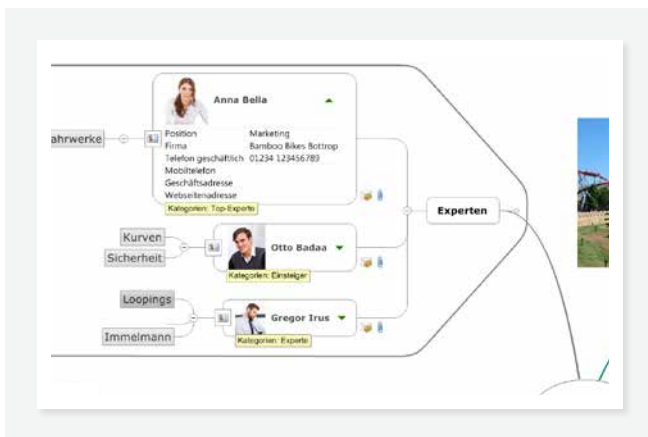 Anna Bella
ahrwerke
Position Marketing
Firma Bamboo Bikes Bottrop
Telefon geschäftlich 01234 123456789
Mobiltelefon
Geschäftsadresse
Webseitenadresse
Kategorien: Top-Experte
Experten
Kurven
Sicherheit
Otto Badaa
Kategorien: Einsteiger
Loopings
Immelmann
Gregor Irus
Kategorien: Experte